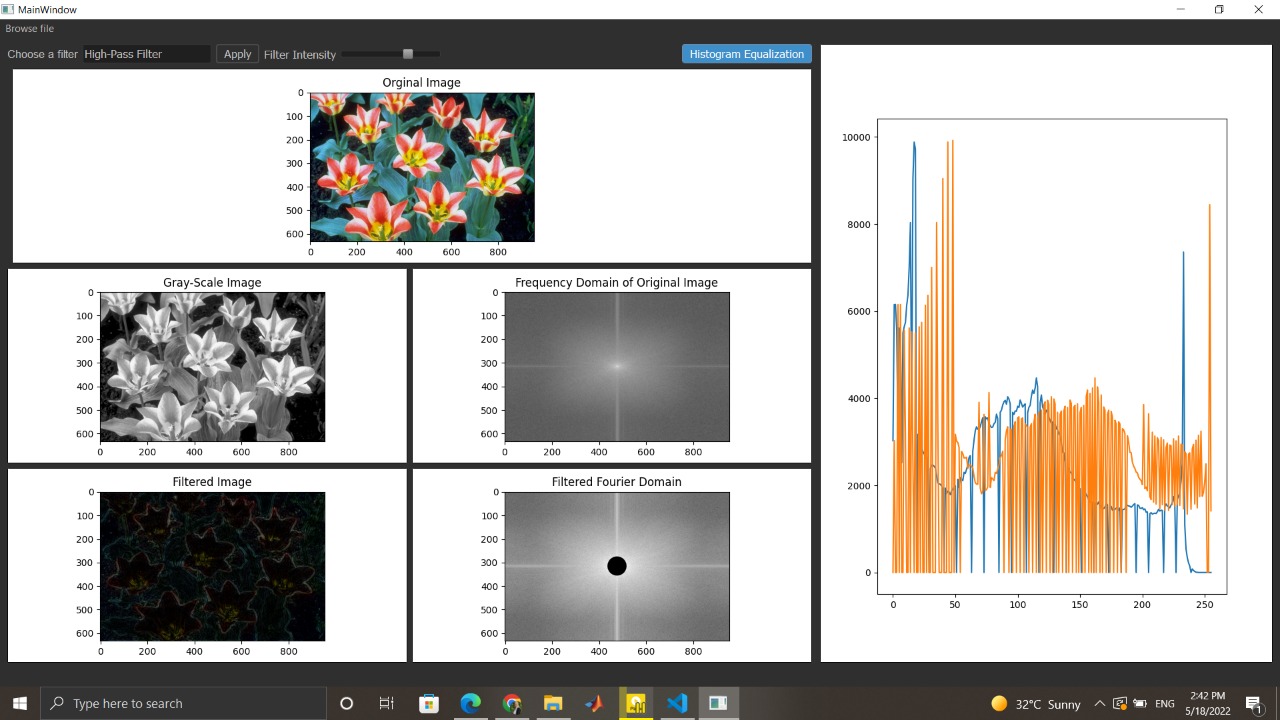 MainWindow
Browse file
Choose a filter High-Pass Filter Apply Filter Intensity Histogram Equalization
Orginal Image
0
100
200
300
400
500
600
0 200 400 600 800
Gray-Scale Image
0
100
200
300
400
500
600
0 200 400 600 800
Frequency Domain of Original Image
0
100
200
300
400
500
600
0 200 400 600 800
Filtered Image
0
100
200
300
400
500
600
0 200 400 600 800
Filtered Fourier Domain
0
100
200
300
400
500
600
0 200 400 600 800
10000
8000
6000
4000
2000
0
0 50 100 150 200 250
Type here to search
32°C Sunny
ENG
2:42 PM
5/18/2022
1